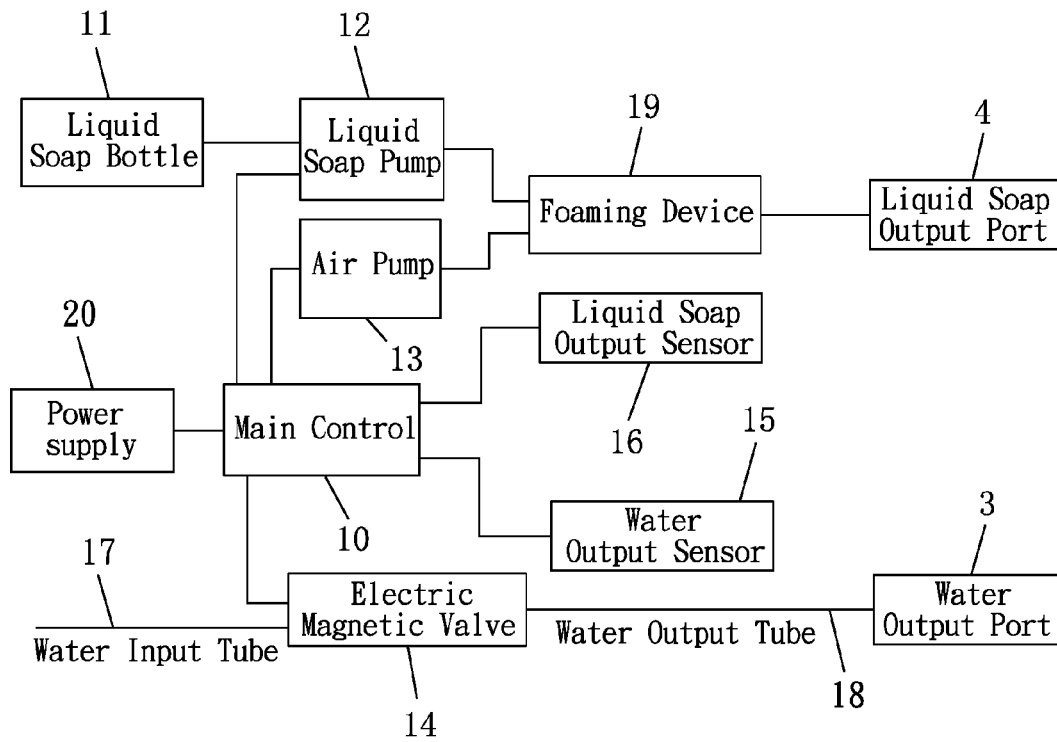 11
12
19
4
Liquid
Soap Bottle
Liquid
Soap Pump
Foaming Device
Liquid Soap
Output Port
Air Pump
20
13
Liquid Soap
Output Sensor
Power
supply
Main Control
16
15
10
Water
Output Sensor
3
17
Electric
Magnetic Valve
Water
Output Port
Water Input Tube
Water Output Tube
14
18